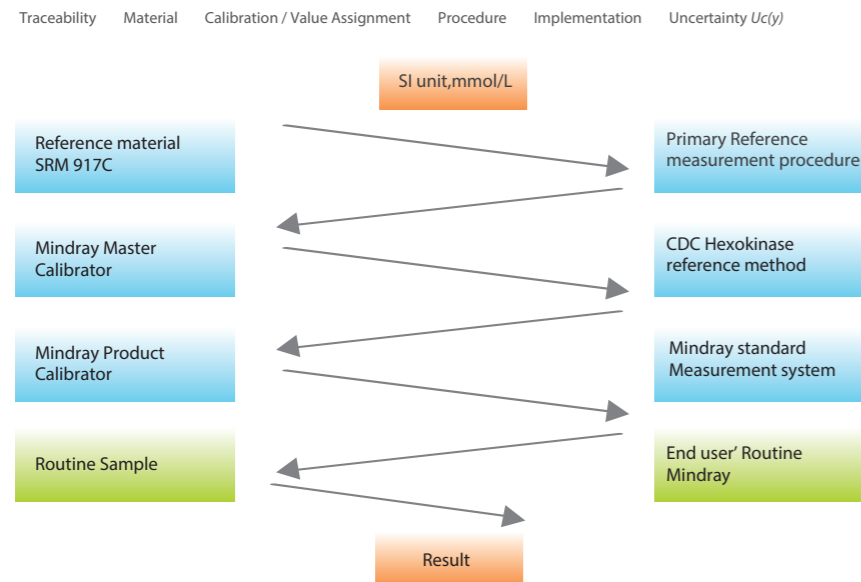 Traceability Material Calibration / Value Assignment Procedure Implementation Uncertainty Uc(y)
SI unit,mmol/L
Reference material
SRM 917C
Primary Reference
measurement procedure
Mindray Master
Calibrator
CDC Hexokinase
reference method
Mindray Product
Calibrator
Mindray standard
Measurement system
Routine Sample
End user’ Routine
Mindray
Result